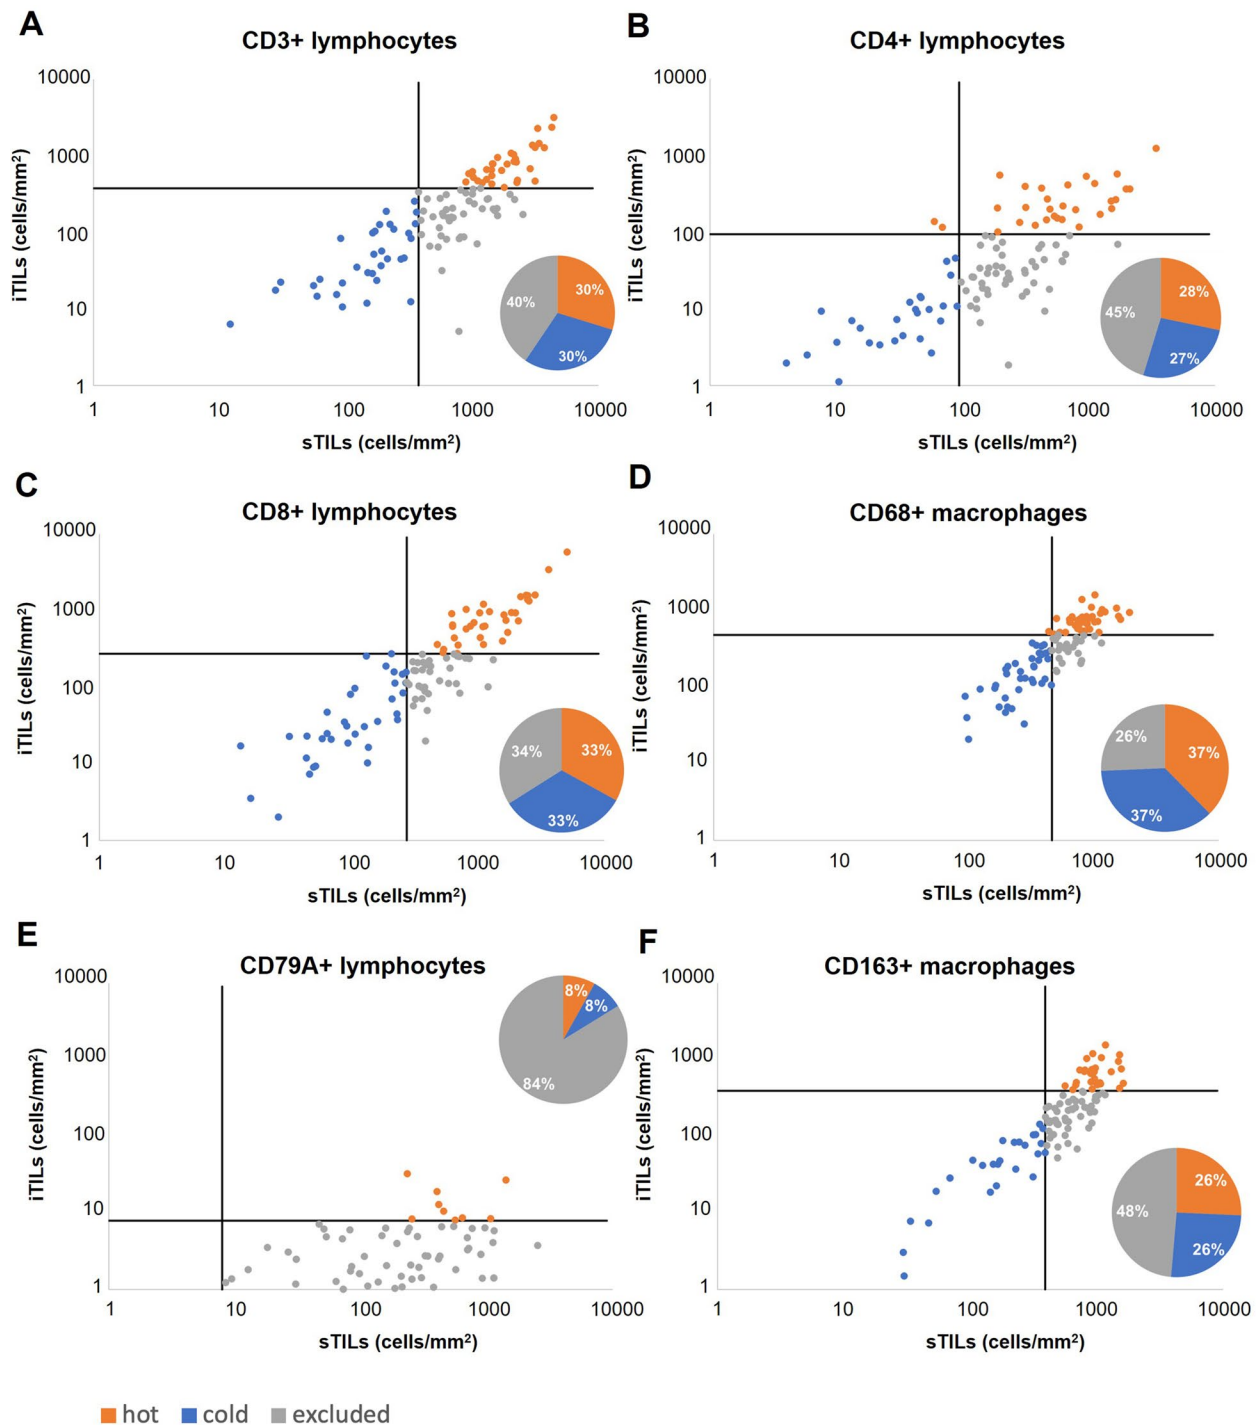 A
CD3+ lymphocytes
10000
1000
100
10
1
iTILs (cells/mm²)
40%
30%
30%
1 10 100 1000 10000
sTILs (cells/mm²)
B
CD4+ lymphocytes
10000
1000
100
10
1
iTILs (cells/mm²)
28%
45%
27%
1 10 100 1000 10000
sTILs (cells/mm²)
C
CD8+ lymphocytes
10000
1000
100
10
1
iTILs (cells/mm²)
34%
33%
33%
1 10 100 1000 10000
sTILs (cells/mm²)
D
CD68+ macrophages
10000
1000
100
10
1
iTILs (cells/mm²)
26%
37%
37%
1 10 100 1000 10000
sTILs (cells/mm²)
E
CD79A+ lymphocytes
10000
1000
100
10
1
iTILs (cells/mm²)
8%
8%
84%
1 10 100 1000 10000
sTILs (cells/mm²)
F
CD163+ macrophages
10000
1000
100
10
1
iTILs (cells/mm²)
26%
48%
26%
1 10 100 1000 10000
sTILs (cells/mm²)
hot cold excluded